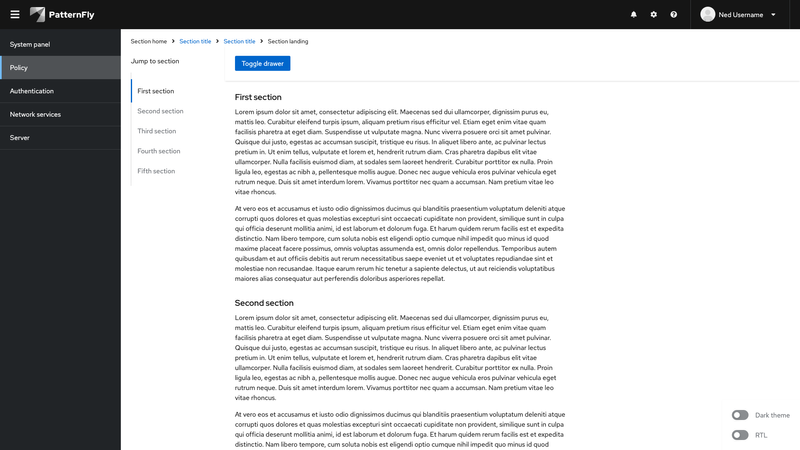 PatternFly
Ned Username
System panel
Policy
Authentication
Network services
Server
Section home
Section title
Section title
Section landing
Jump to section
First section
Second section
Third section
Fourth section
Fifth section
Toggle drawer
First section
Lorem ipsum dolor sit amet, consectetur adipiscing elit. Maecenas sed dui ullamcorper, dignissim purus eu,
mattis leo. Curabitur eleifend turpis ipsum, aliquam pretium risus efficitur vel. Etiam eget enim vitae quam
facilisis pharetra at eget diam. Suspendisse ut vulputate magna. Nunc viverra posuere orci sit amet pulvinar.
Quisque dui justo, egestas ac accumsan suscipit, tristique eu risus. In aliquet libero ante, ac pulvinar lectus
pretium in. Ut enim tellus, vulputate et lorem et, hendrerit rutrum diam. Cras pharetra dapibus elit vitae
ullamcorper. Nulla facilisis euismod diam, at sodales sem laoreet hendrerit. Curabitur porttitor ex nulla. Proin
ligula leo, egestas ac nibh a, pellentesque mollis augue. Donec nec augue vehicula eros pulvinar vehicula eget
rutrum neque. Duis sit amet interdum lorem. Vivamus porttitor nec quam a accumsan. Nam pretium vitae leo
vitae rhoncus.
At vero eos et accusamus et iusto odio dignissimos ducimus qui blanditiis praesentium voluptatum deleniti atque
corrupti quos dolores et quas molestias excepturi sint occaecati cupiditate non provident, similique sunt in culpa
qui officia deserunt mollitia animi, id est laborum et dolorum fuga. Et harum quidem rerum facilis est et expedita
distinctio. Nam libero tempore, cum soluta nobis est eligendi optio cumque nihil impedit quo minus id quod
maxime placeat facere possimus, omnis voluptas assumenda est, omnis dolor repellendus. Temporibus autem
quibusdam et aut officiis debitis aut rerum necessitatibus saepe eveniet ut et voluptates repudiandae sint et
molestiae non recusandae. Itaque earum rerum hic tenetur a sapiente delectus, ut aut reiciendis voluptatibus
maiores alias consequatur aut perferendis doloribus asperiores repellat.
Second section
Lorem ipsum dolor sit amet, consectetur adipiscing elit. Maecenas sed dui ullamcorper, dignissim purus eu,
mattis leo. Curabitur eleifend turpis ipsum, aliquam pretium risus efficitur vel. Etiam eget enim vitae quam
facilisis pharetra at eget diam. Suspendisse ut vulputate magna. Nunc viverra posuere orci sit amet pulvinar.
Quisque dui justo, egestas ac accumsan suscipit, tristique eu risus. In aliquet libero ante, ac pulvinar lectus
pretium in. Ut enim tellus, vulputate et lorem et, hendrerit rutrum diam. Cras pharetra dapibus elit vitae
ullamcorper. Nulla facilisis euismod diam, at sodales sem laoreet hendrerit. Curabitur porttitor ex nulla. Proin
ligula leo, egestas ac nibh a, pellentesque mollis augue. Donec nec augue vehicula eros pulvinar vehicula eget
rutrum neque. Duis sit amet interdum lorem. Vivamus porttitor nec quam a accumsan. Nam pretium vitae leo
vitae rhoncus.
At vero eos et accusamus et iusto odio dignissimos ducimus qui blanditiis praesentium voluptatum deleniti atque
corrupti quos dolores et quas molestias excepturi sint occaecati cupiditate non provident, similique sunt in culpa
qui officia deserunt mollitia animi, id est laborum et dolorum fuga. Et harum quidem rerum facilis est et expedita
distinctio. Nam libero tempore, cum soluta nobis est eligendi optio cumque nihil impedit quo minus id quod
Dark theme
RTL